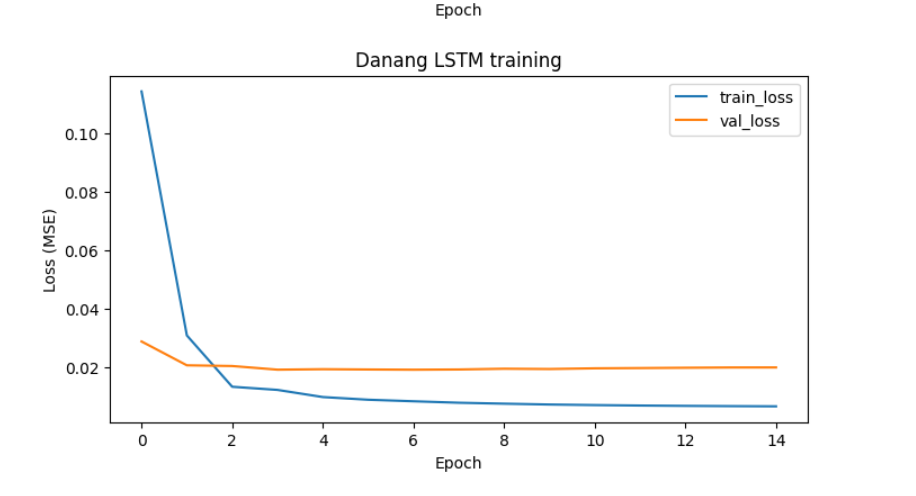 Epoch
Danang LSTM training
train_loss
val_loss
Loss (MSE)
0.10
0.08
0.06
0.04
0.02
0 2 4 6 8 10 12 14
Epoch